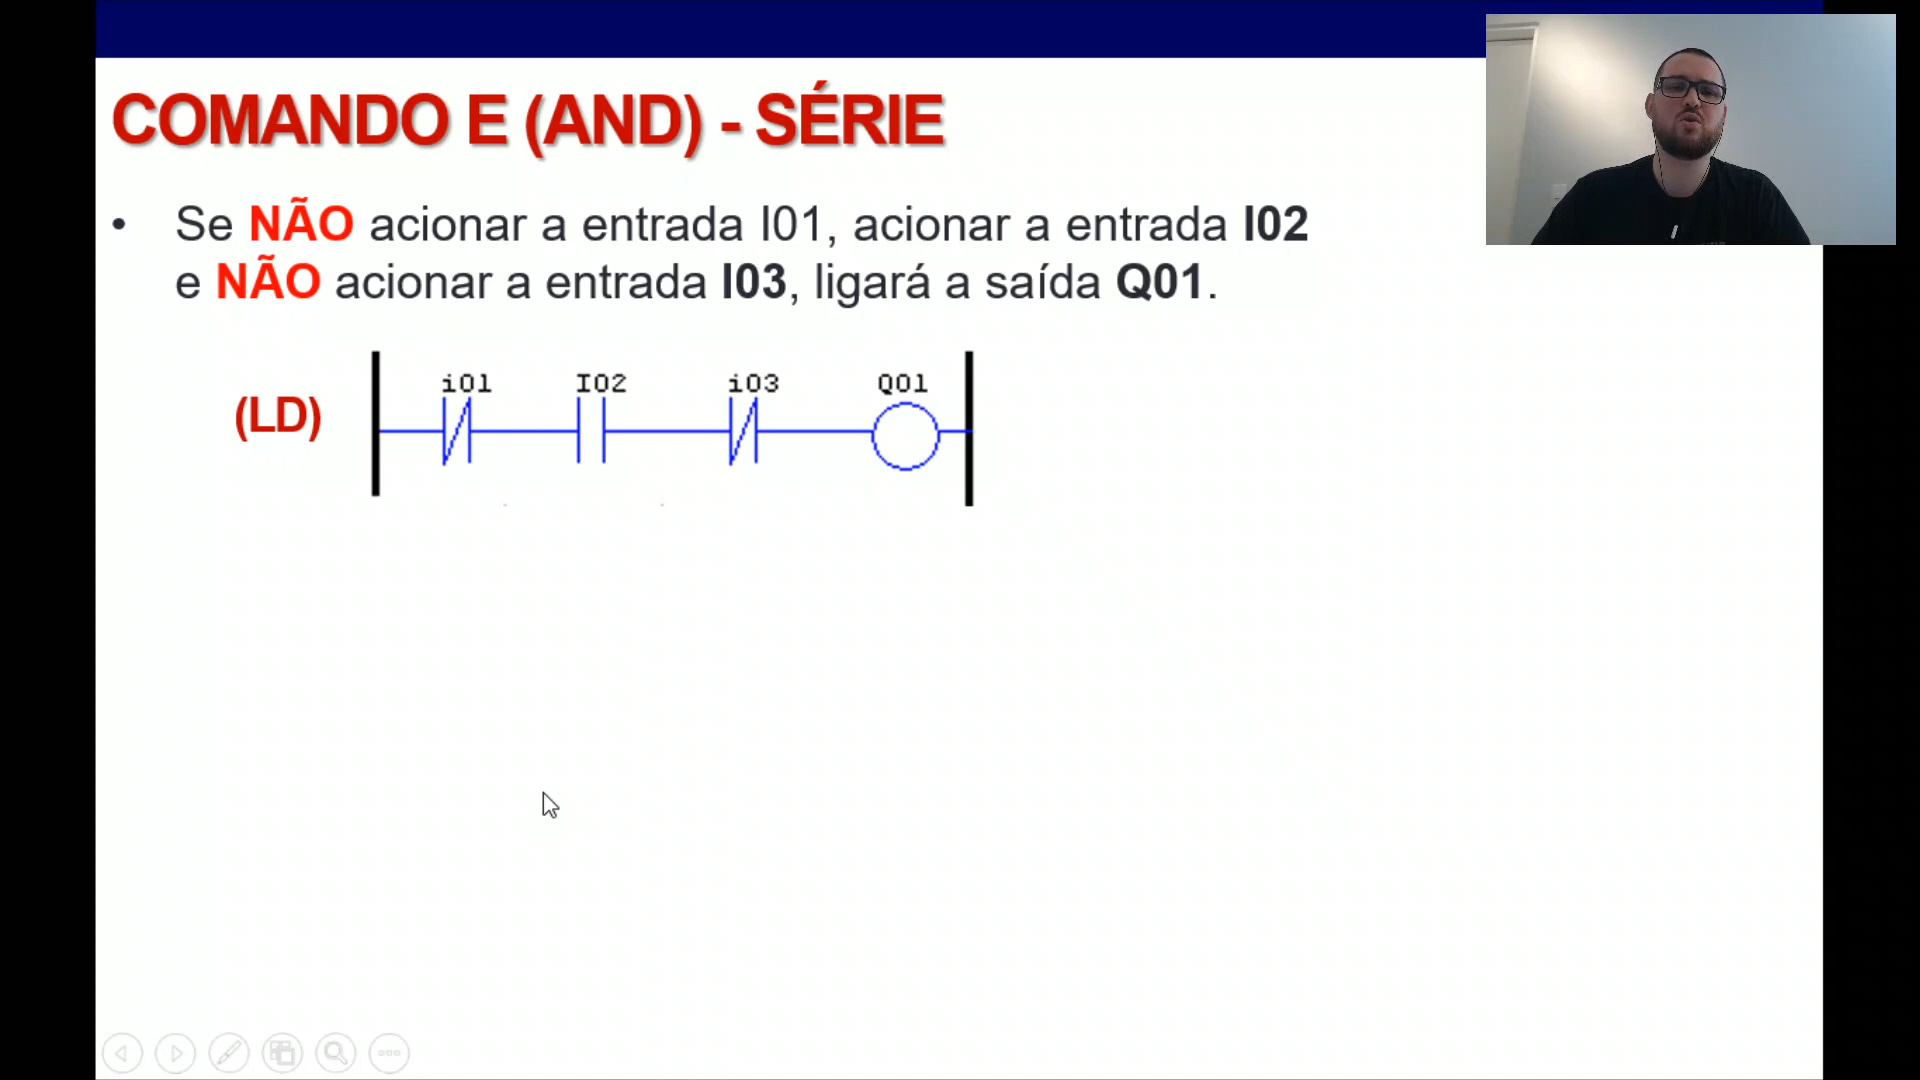 COMANDO E (AND) - SÉRIE
• Se NÃO acionar a entrada I01, acionar a entrada I02
e NÃO acionar a entrada I03, ligará a saída Q01.
(LD)
i01 I02 i03 Q01